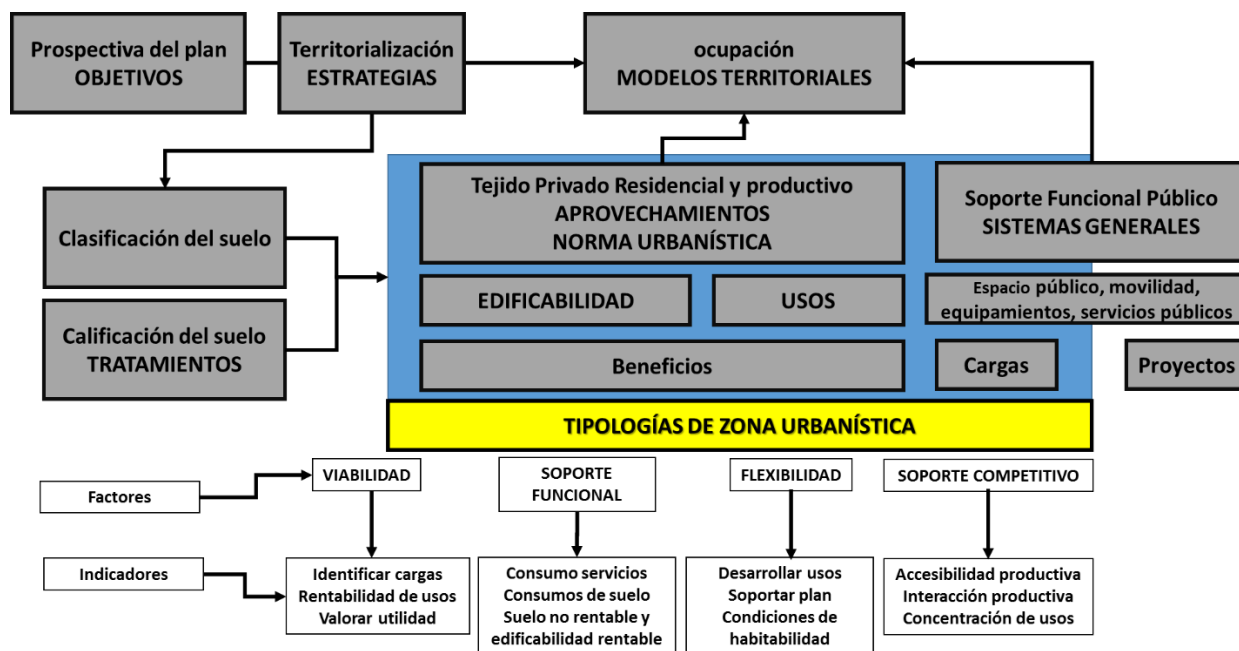 Prospectiva del plan
OBJETIVOS
Territorialización
ESTRATEGIAS
ocupación
MODELOS TERRITORIALES
Clasificación del suelo
Calificación del suelo
TRATAMIENTOS
Tejido Privado Residencial y productivo
APROVECHAMIENTOS
NORMA URBANÍSTICA
Soporte Funcional Público
SISTEMAS GENERALES
EDIFICABILIDAD
USOS
Espacio público, movilidad,
equipamientos, servicios públicos
Beneficios
Cargas
Proyectos
TIPOLOGÍAS DE ZONA URBANÍSTICA
Factores
VIABILIDAD
SOPORTE
FUNCIONAL
FLEXIBILIDAD
SOPORTE COMPETITIVO
Indicadores
Identificar cargas
Rentabilidad de usos
Valorar utilidad
Consumo servicios
Consumos de suelo
Suelo no rentable y
edificabilidad rentable
Desarrollar usos
Soportar plan
Condiciones de
habitabilidad
Accesibilidad productiva
Interacción productiva
Concentración de usos